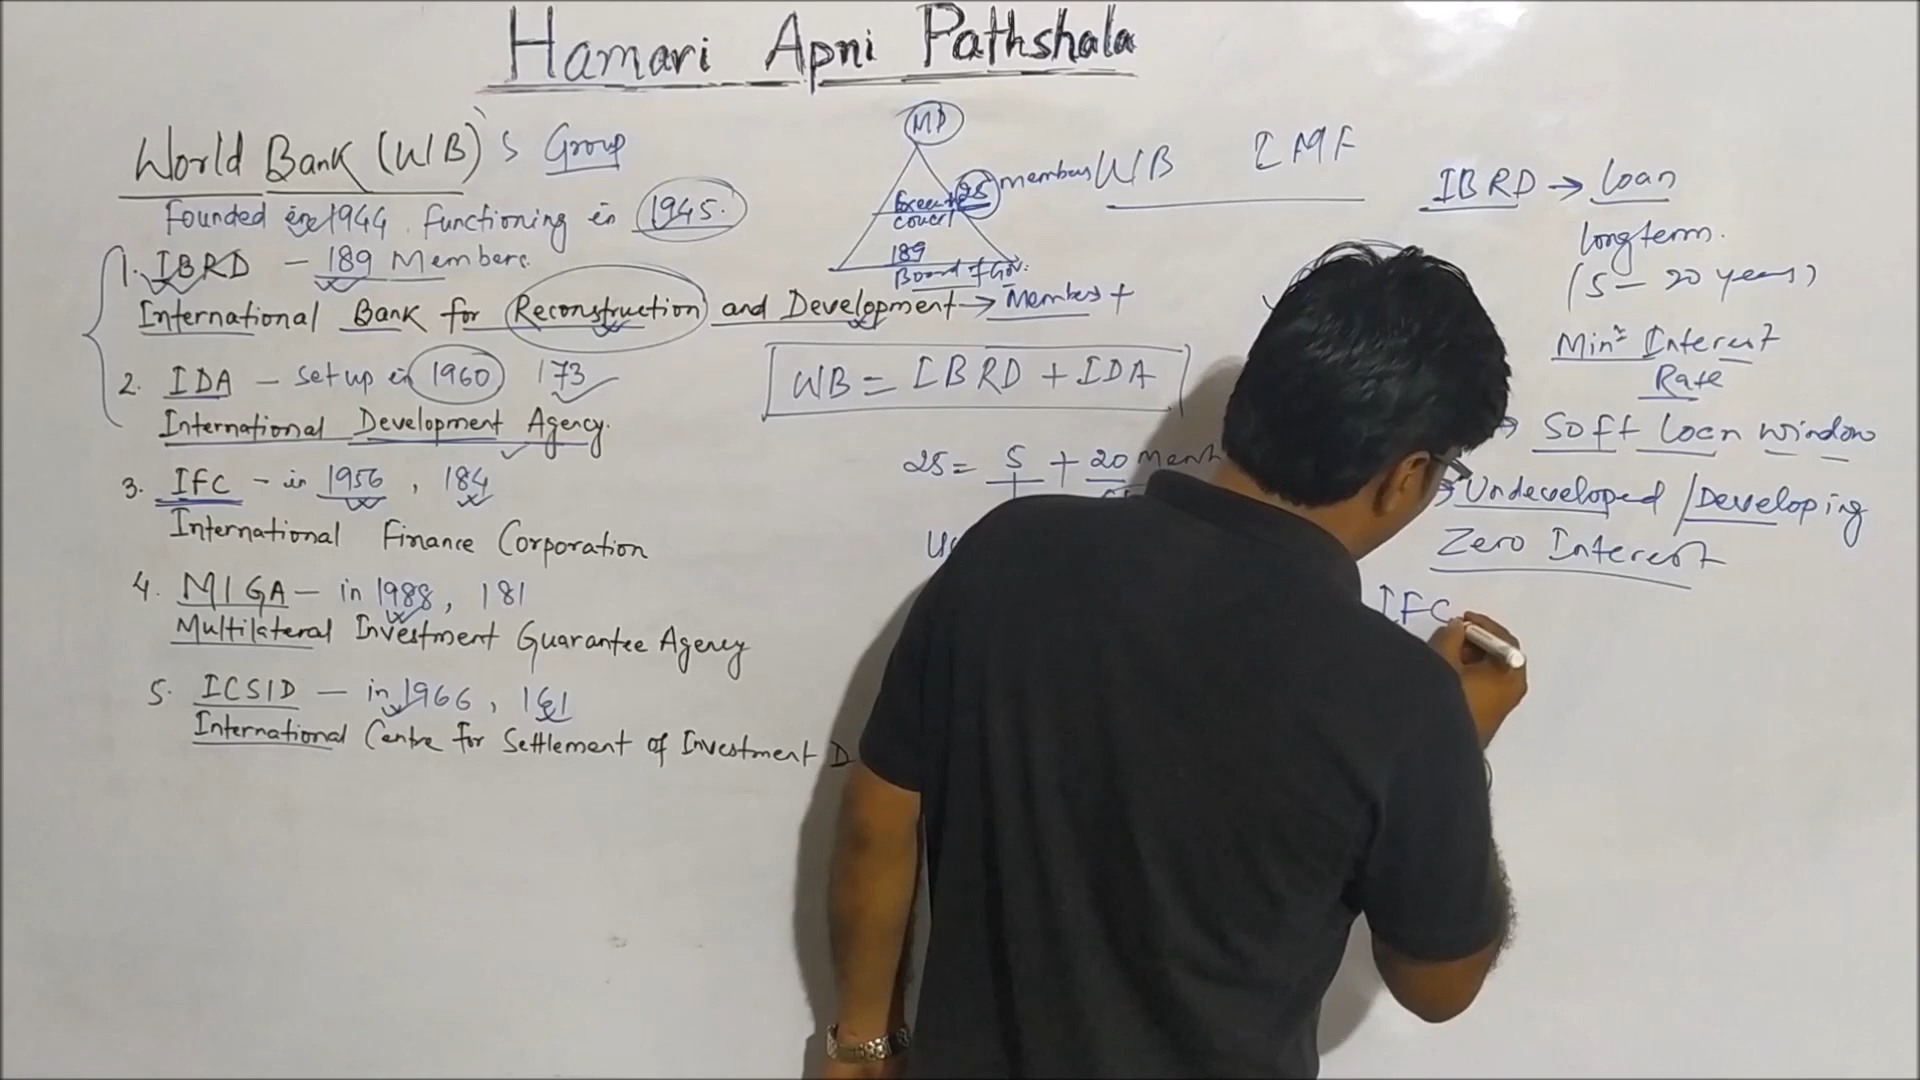 Hamari Apni Pathshala
World Bank (WB)'s Group
Founded in 1944, functioning in 1945.
1. IBRD – 189 Members.
International Bank for Reconstruction and Development → Members +
2. IDA – Set up in 1960 173
International Development Agency.
3. IFC – in 1956, 184
International Finance Corporation
4. MIGA – in 1988, 181
Multilateral Investment Guarantee Agency
5. ICSID – in 1966, 161
International Centre for Settlement of Investment D
MD
25 members
189
Board of Gov.
WB IMF
WB = IBRD + IDA
25 = 5 + 20
IBRD → Loan
long term.
(5 – 20 years)
Min^m Interest
Rate
Soft Loan Window
Undeveloped / Developing
Zero Interest
IFC